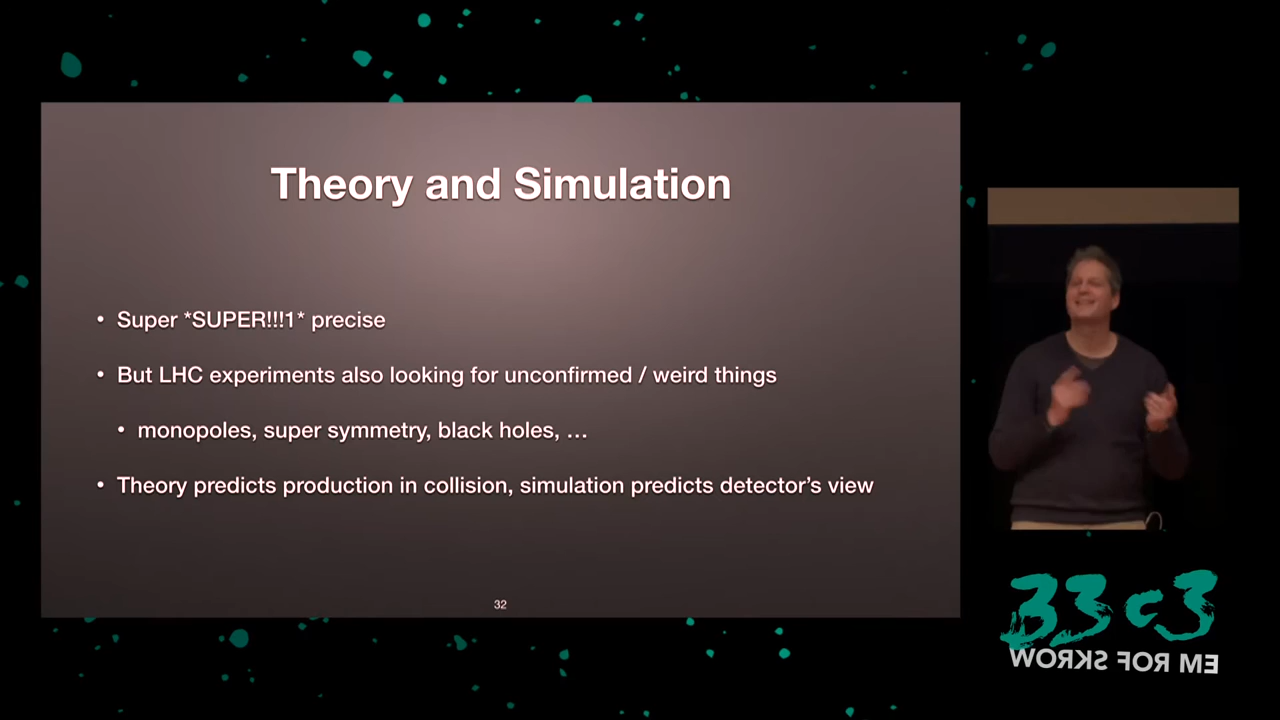 Theory and Simulation
• Super *SUPER!!!1* precise
• But LHC experiments also looking for unconfirmed / weird things
• monopoles, super symmetry, black holes, …
• Theory predicts production in collision, simulation predicts detector’s view
32
33c3
WORKS FOR ME